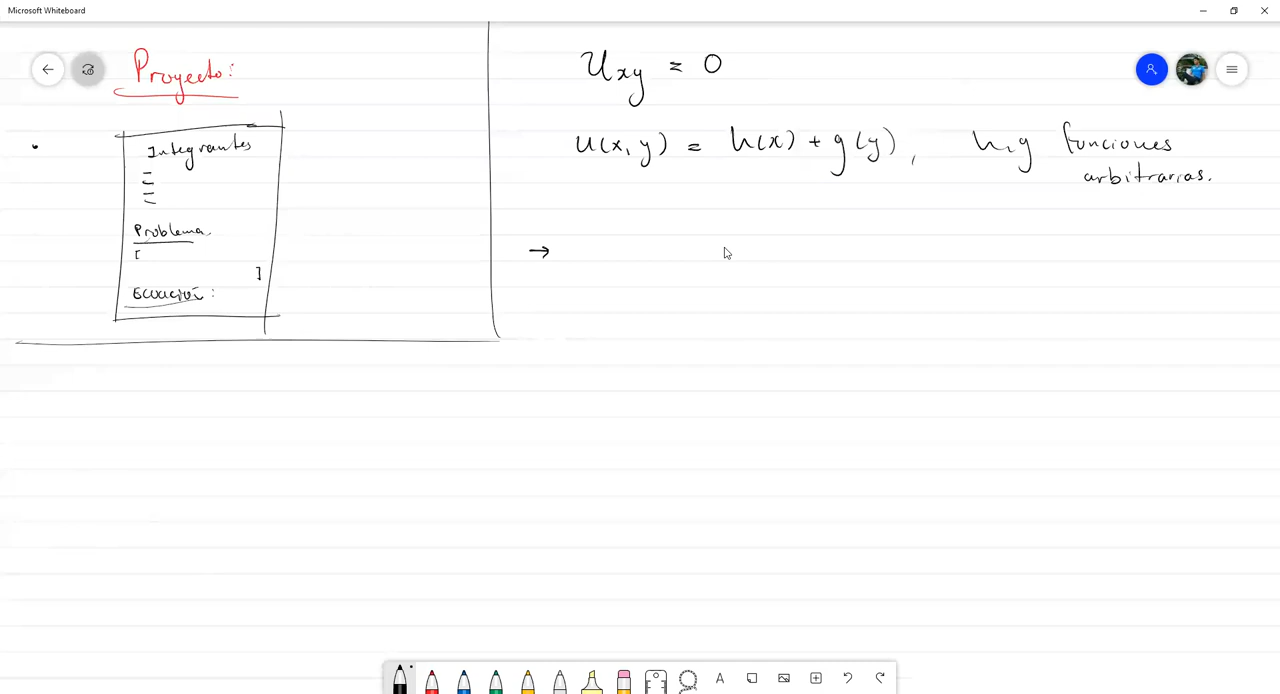 Microsoft Whiteboard
Proyecto:
Integrantes
Problema
[
]
Ecuación:
Uxy = 0
u(x,y) = h(x) + g(y), h, g funciones
arbitrarias.
→